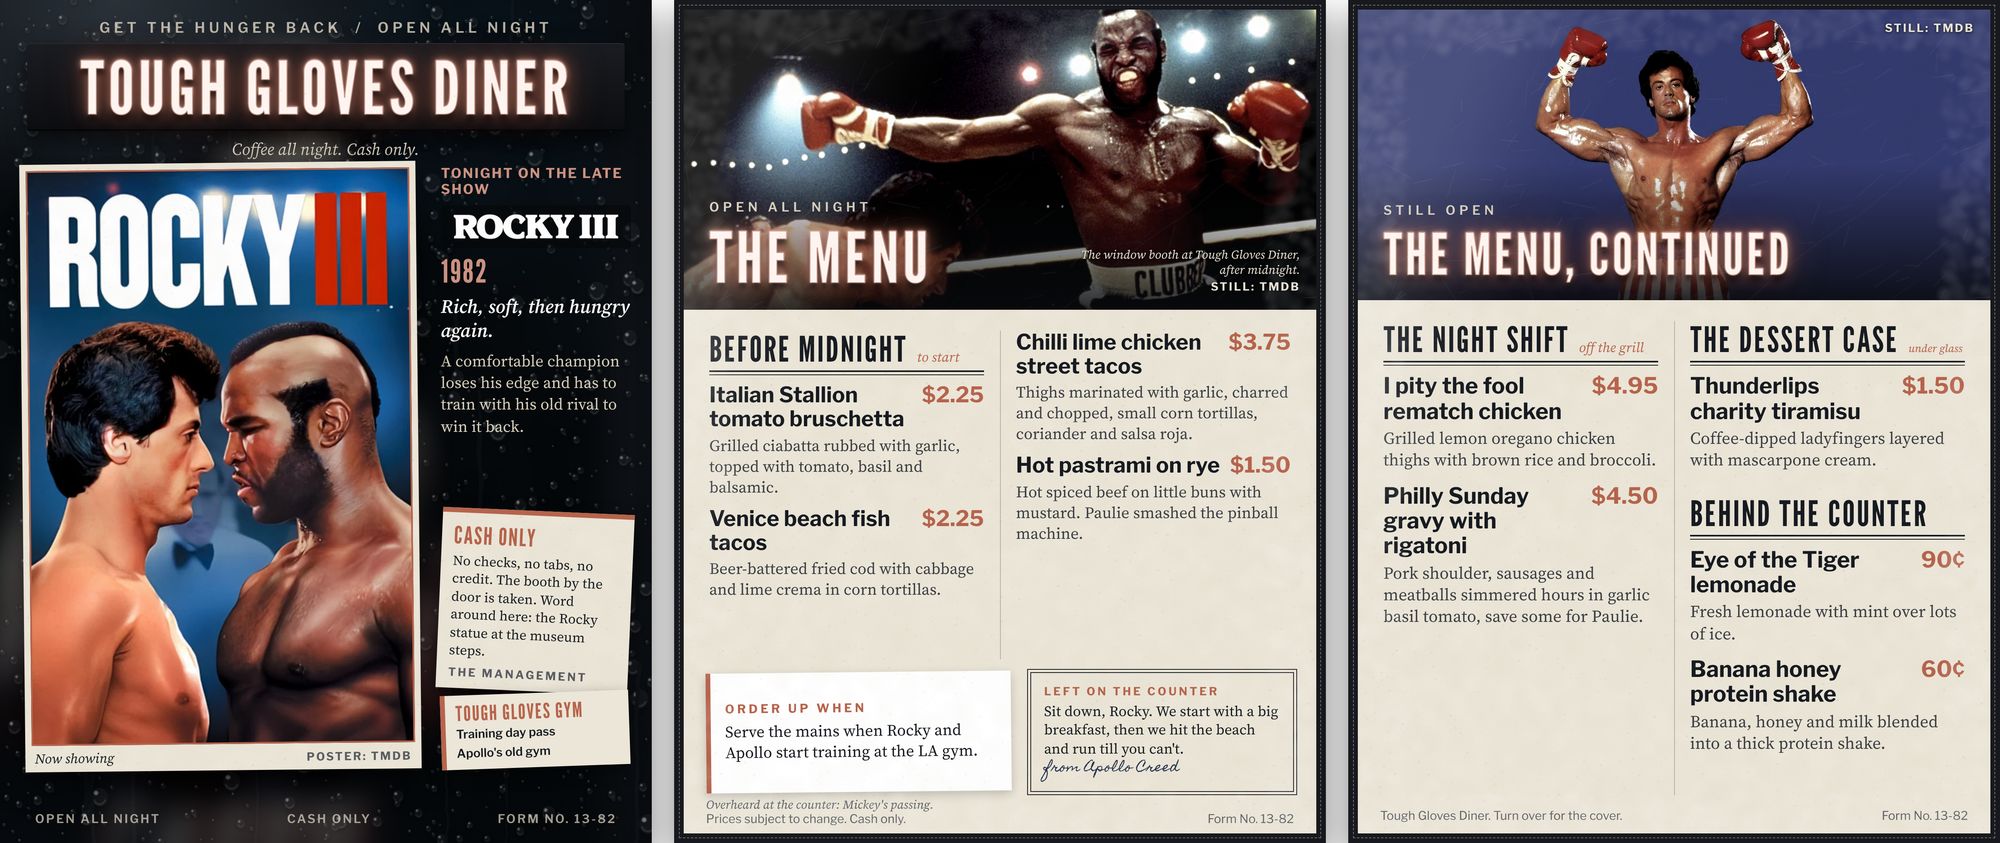 GET THE HUNGER BACK / OPEN ALL NIGHT
TOUGH GLOVES DINER
Coffee all night. Cash only.
ROCKY III
Now showing
POSTER: TMDB
TONIGHT ON THE LATE
SHOW
ROCKY III
1982
Rich, soft, then hungry
again.
A comfortable champion
loses his edge and has to
train with his old rival to
win it back.
CASH ONLY
No checks, no tabs, no
credit. The booth by the
door is taken. Word
around here: the Rocky
statue at the museum
steps.
THE MANAGEMENT
TOUGH GLOVES GYM
Training day pass
Apollo's old gym
OPEN ALL NIGHT
CASH ONLY
FORM NO. 13-82
OPEN ALL NIGHT
THE MENU
The window booth at Tough Gloves Diner,
after midnight.
STILL: TMDB
CLUBBER
BEFORE MIDNIGHT to start
Italian Stallion $2.25
tomato bruschetta
Grilled ciabatta rubbed with garlic,
topped with tomato, basil and
balsamic.
Venice beach fish $2.25
tacos
Beer-battered fried cod with cabbage
and lime crema in corn tortillas.
Chilli lime chicken $3.75
street tacos
Thighs marinated with garlic, charred
and chopped, small corn tortillas,
coriander and salsa roja.
Hot pastrami on rye $1.50
Hot spiced beef on little buns with
mustard. Paulie smashed the pinball
machine.
ORDER UP WHEN
Serve the mains when Rocky and
Apollo start training at the LA gym.
LEFT ON THE COUNTER
Sit down, Rocky. We start with a big
breakfast, then we hit the beach
and run till you can't.
from Apollo Creed
Overheard at the counter: Mickey's passing.
Prices subject to change. Cash only.
Form No. 13-82
STILL: TMDB
STILL OPEN
THE MENU, CONTINUED
THE NIGHT SHIFT off the grill
I pity the fool $4.95
rematch chicken
Grilled lemon oregano chicken
thighs with brown rice and broccoli.
Philly Sunday $4.50
gravy with
rigatoni
Pork shoulder, sausages and
meatballs simmered hours in garlic
basil tomato, save some for Paulie.
THE DESSERT CASE under glass
Thunderlips $1.50
charity tiramisu
Coffee-dipped ladyfingers layered
with mascarpone cream.
BEHIND THE COUNTER
Eye of the Tiger 90¢
lemonade
Fresh lemonade with mint over lots
of ice.
Banana honey 60¢
protein shake
Banana, honey and milk blended
into a thick protein shake.
Tough Gloves Diner. Turn over for the cover.
Form No. 13-82